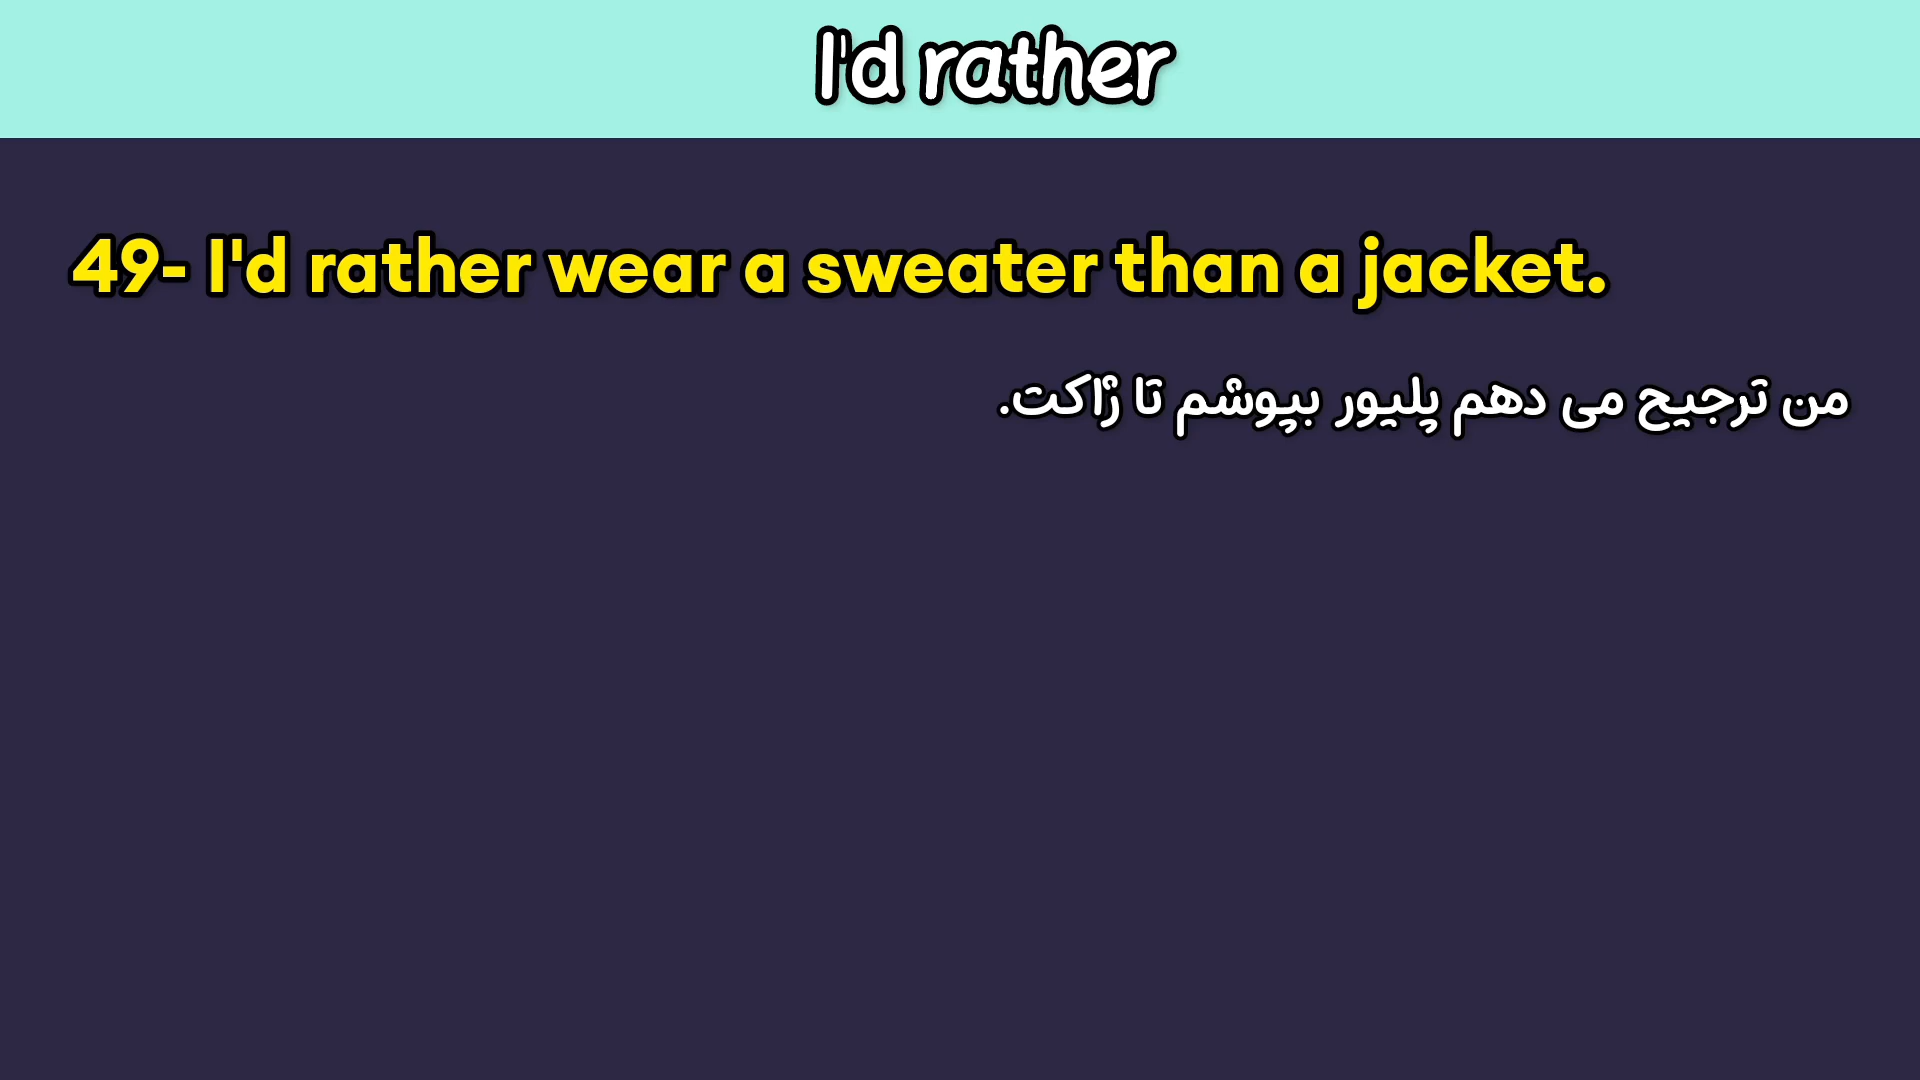 I'd rather
49- I'd rather wear a sweater than a jacket.
من ترجیح می دهم پلیور بپوشم تا ژاکت.